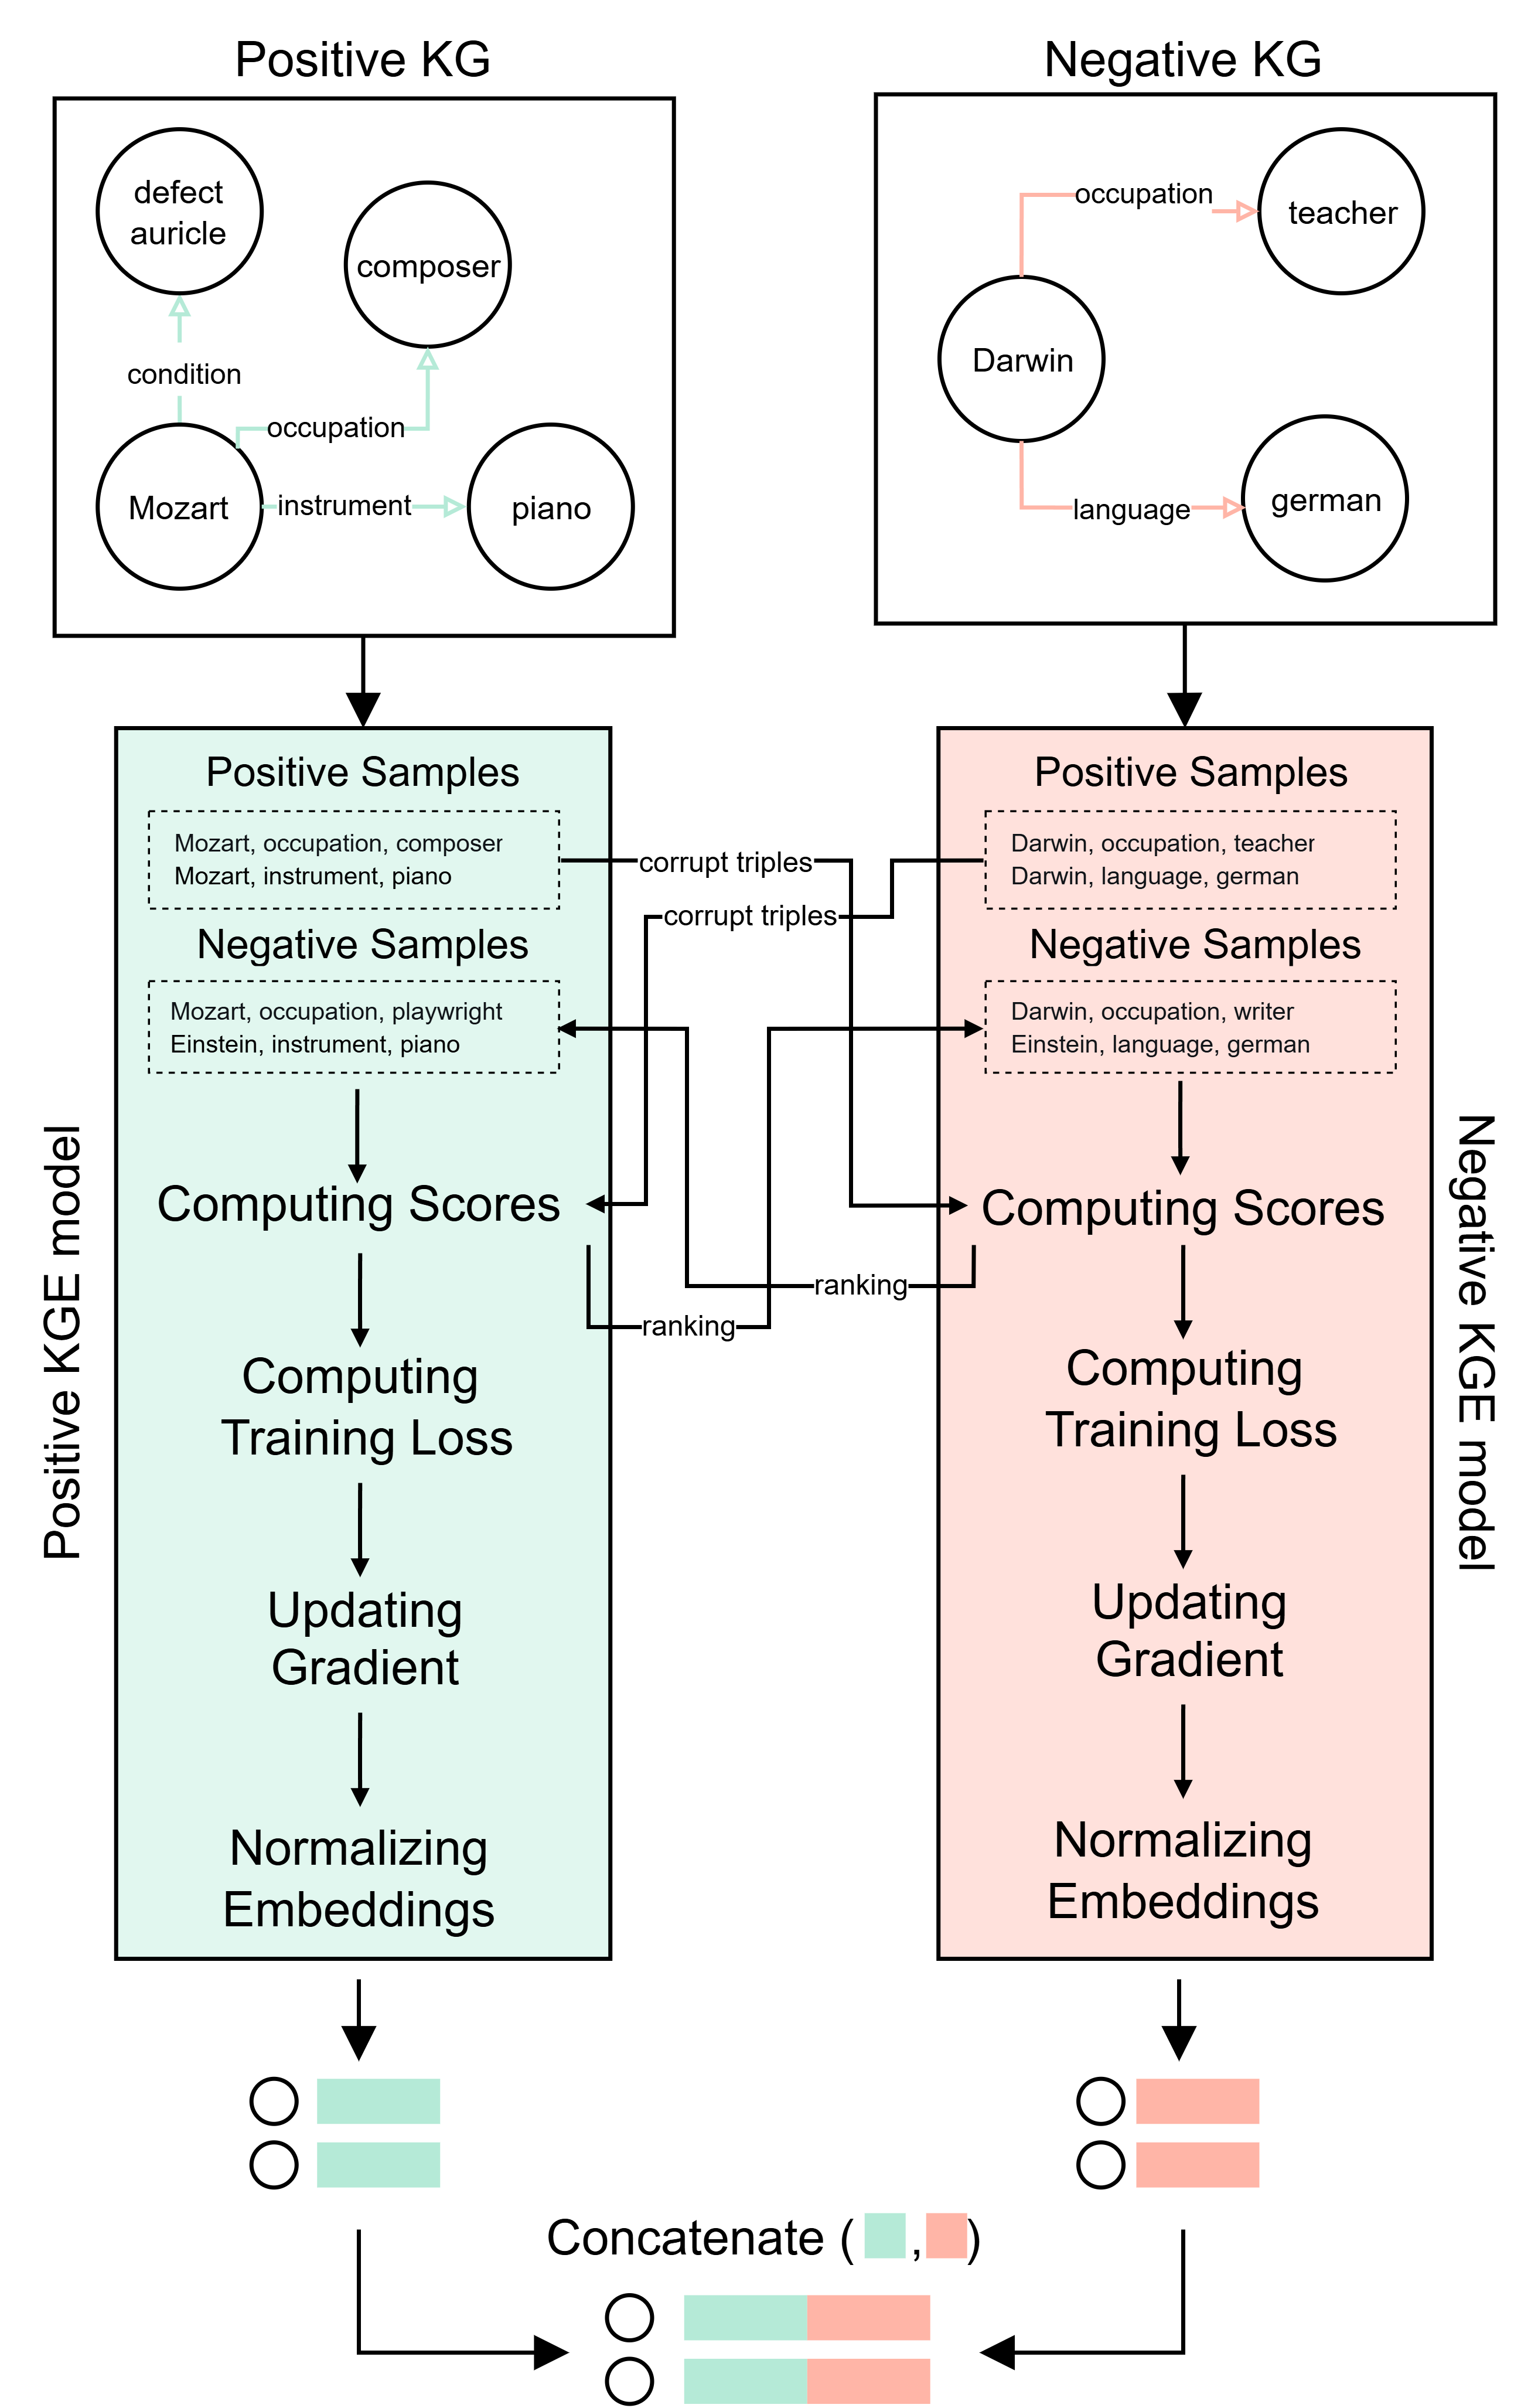 Positive KG
defect
auricle
composer
condition
occupation
Mozart
instrument
piano
Negative KG
occupation
teacher
Darwin
language
german
Positive KGE model
Positive Samples
Mozart, occupation, composer
Mozart, instrument, piano
Negative Samples
Mozart, occupation, playwright
Einstein, instrument, piano
Computing Scores
Computing
Training Loss
Updating
Gradient
Normalizing
Embeddings
corrupt triples
corrupt triples
ranking
ranking
Positive Samples
Darwin, occupation, teacher
Darwin, language, german
Negative Samples
Darwin, occupation, writer
Einstein, language, german
Computing Scores
Computing
Training Loss
Updating
Gradient
Normalizing
Embeddings
Negative KGE model
Concatenate ( , )